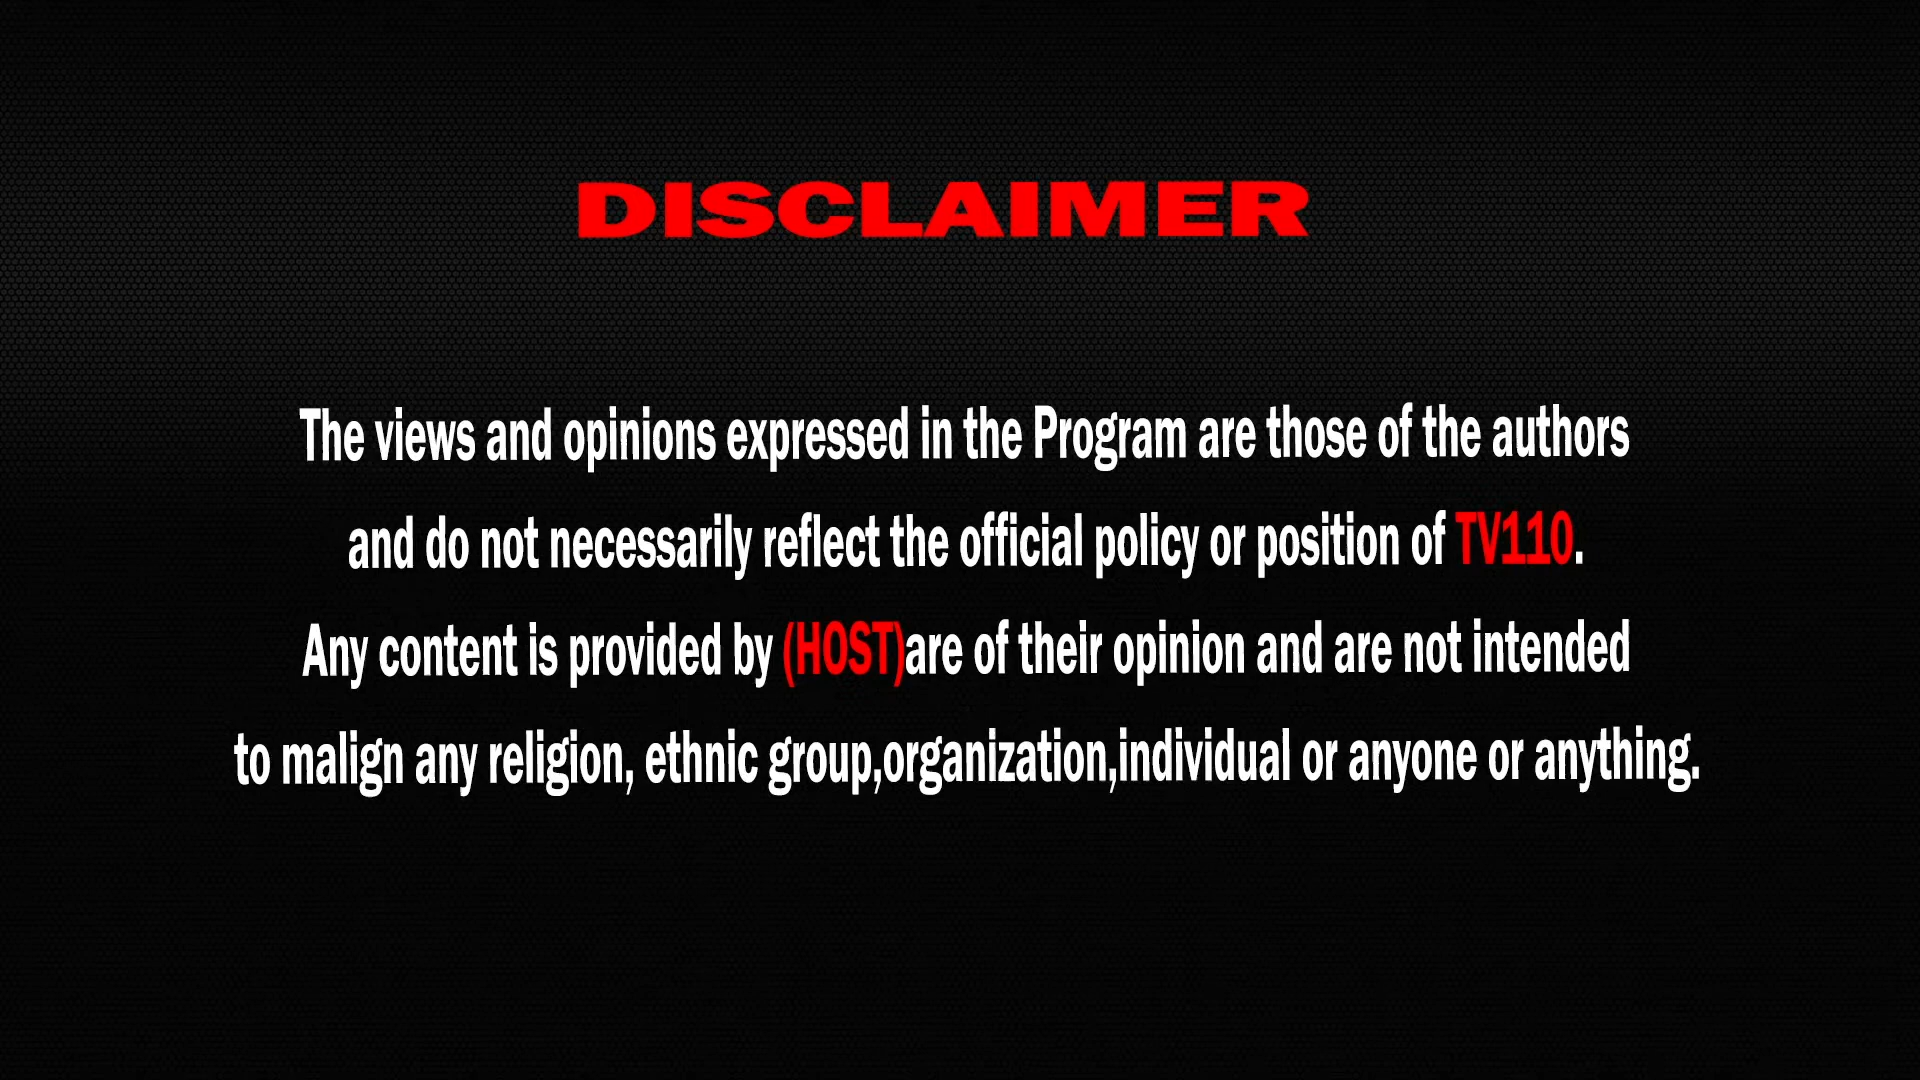 DISCLAIMER
The views and opinions expressed in the Program are those of the authors
and do not necessarily reflect the official policy or position of TV110.
Any content is provided by (HOST)are of their opinion and are not intended
to malign any religion, ethnic group,organization,individual or anyone or anything.